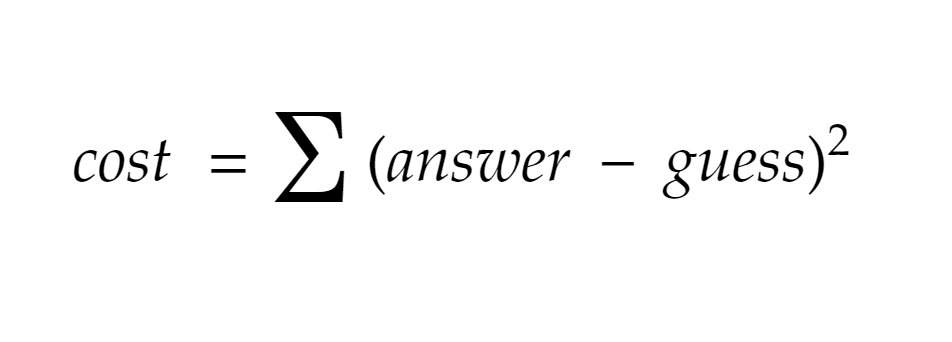 cost = ∑ (answer − guess)²